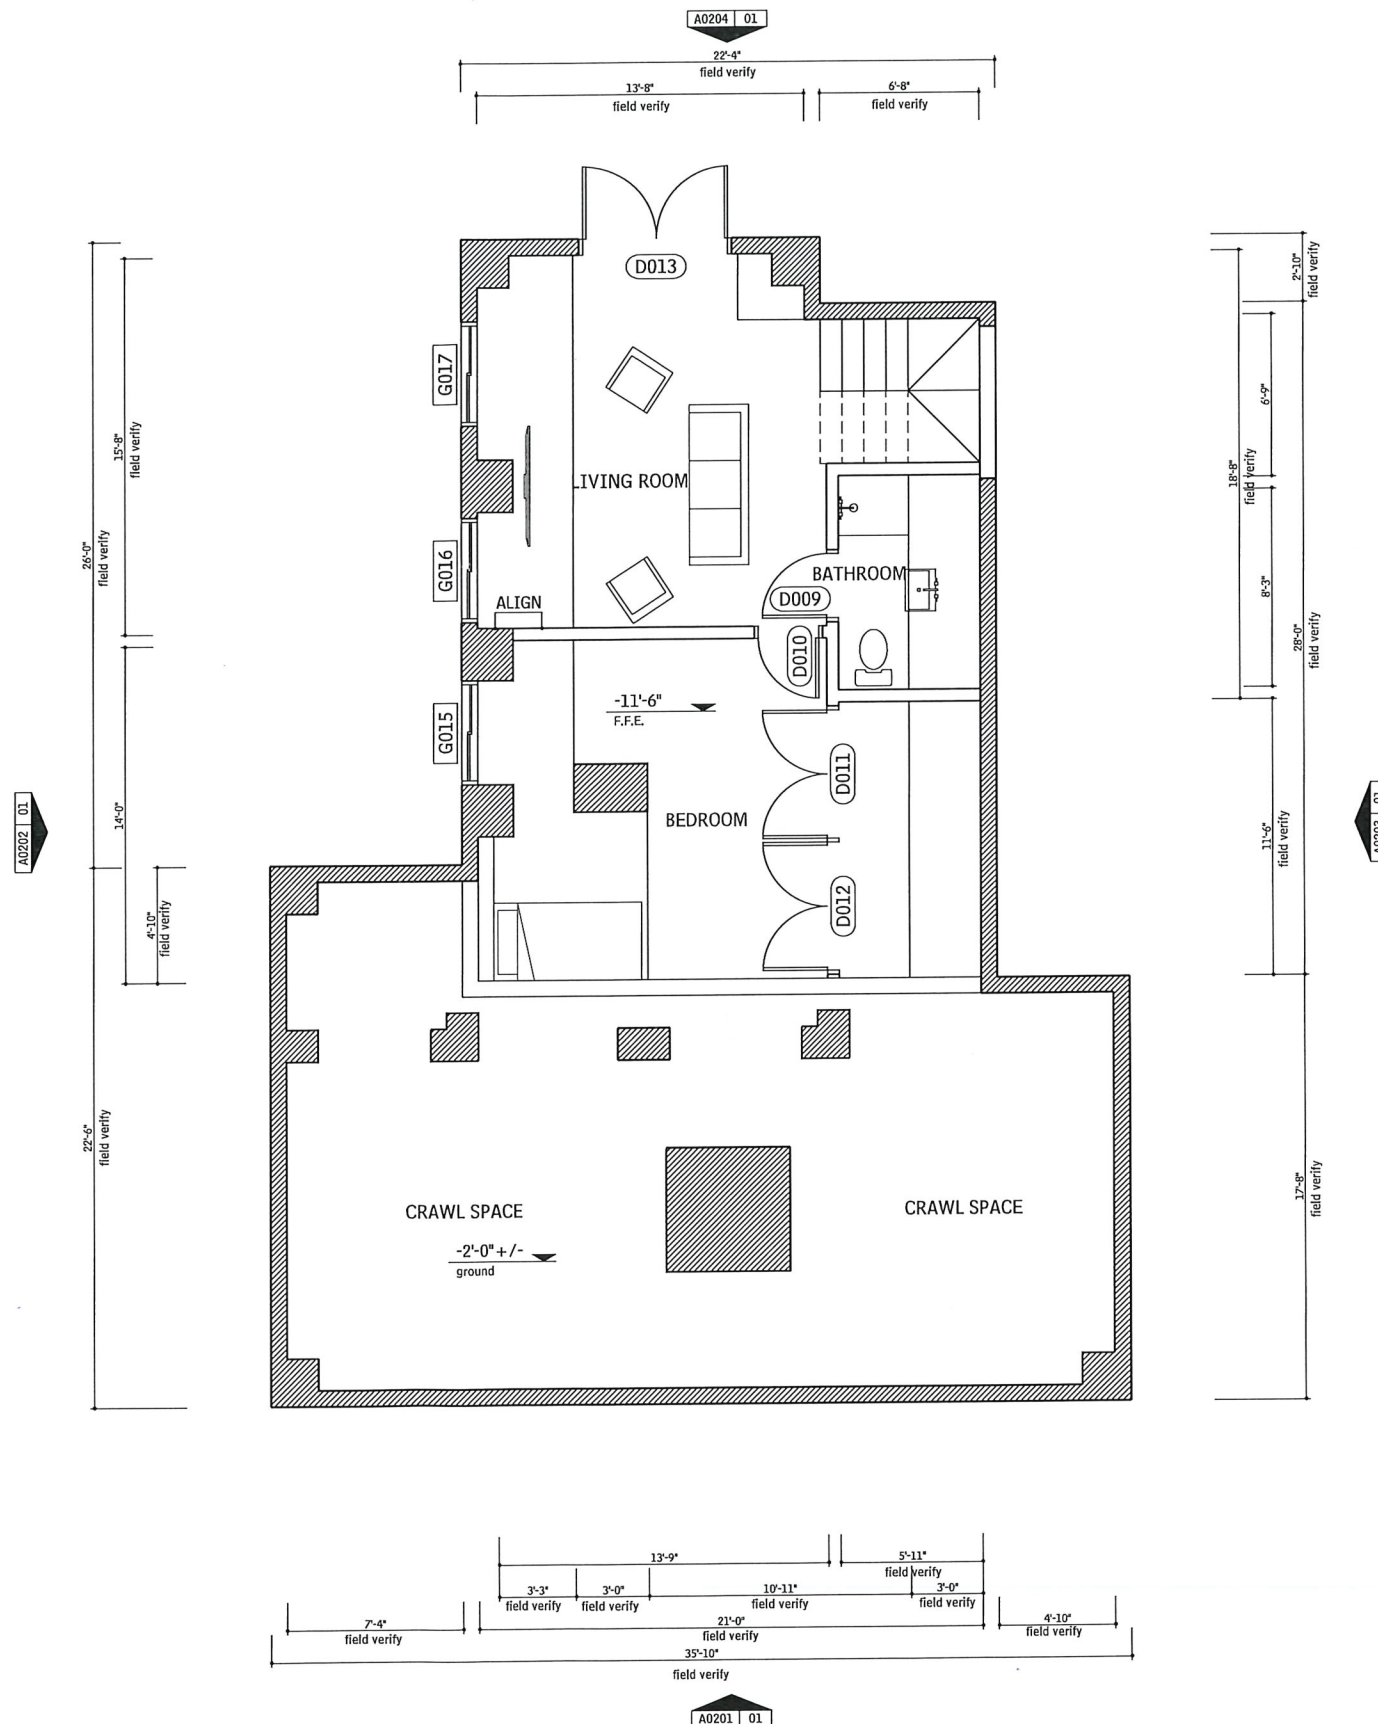 A0204 01
22'-4"
field verify
13'-8"
field verify
6'-8"
field verify
D013
2'-10"
field verify
G017
6'-9"
15'-8"
field verify
18'-8"
field verify
LIVING ROOM
26'-0"
field verify
G016
BATHROOM
8'-3"
ALIGN
D009
28'-0"
field verify
D010
-11'-6"
F.F.E.
G015
D011
A0202 01
14'-0"
BEDROOM
11'-6"
field verify
D012
4'-10"
field verify
22'-6"
field verify
CRAWL SPACE
CRAWL SPACE
17'-8"
field verify
-2'-0"+/-
ground
13'-9"
5'-11"
field verify
3'-3"
field verify
3'-0"
field verify
10'-11"
field verify
3'-0"
field verify
7'-4"
field verify
21'-0"
field verify
4'-10"
field verify
35'-10"
field verify
A0201 01